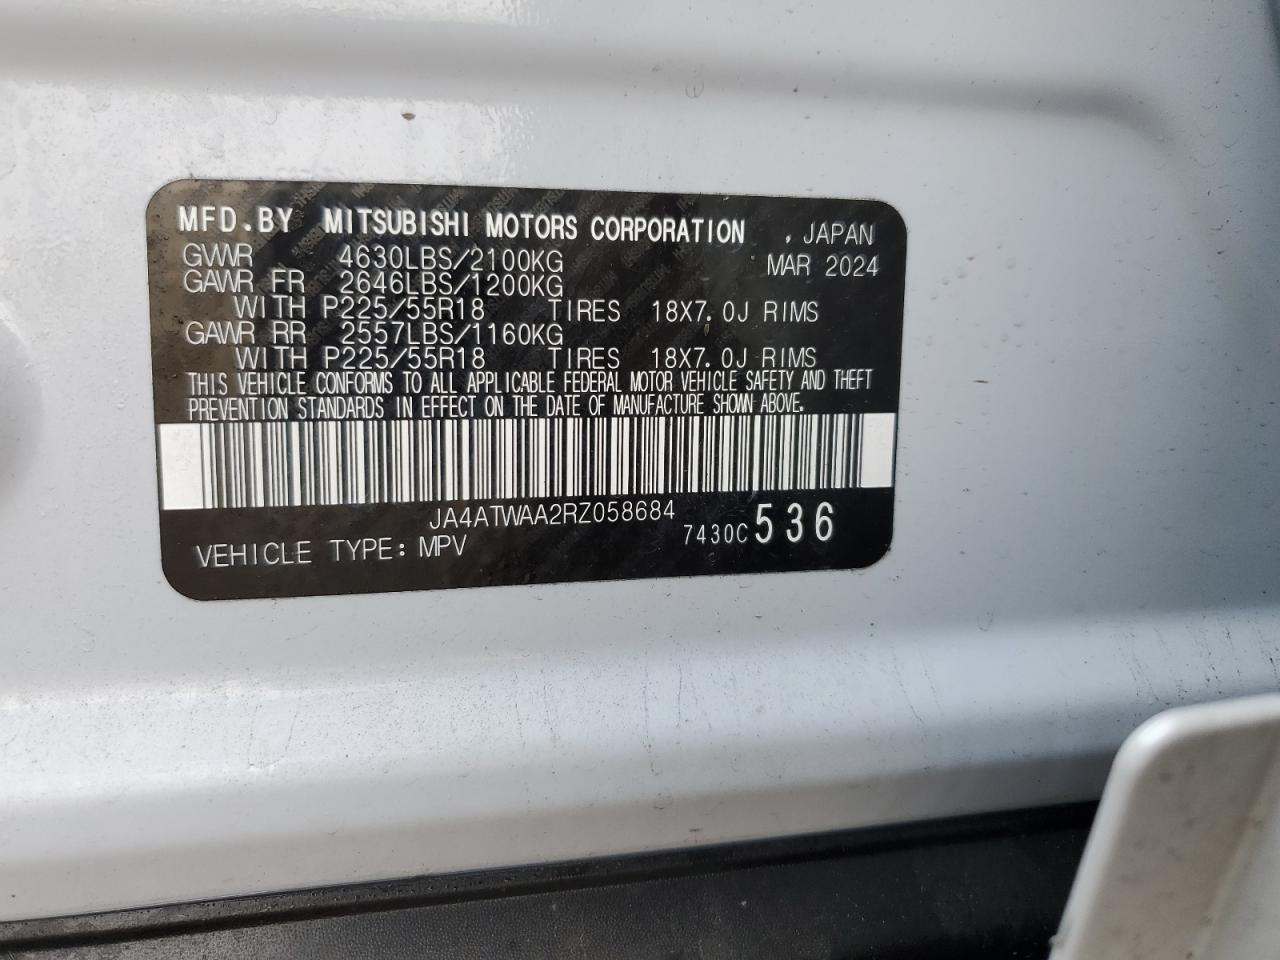 MFD.BY MITSUBISHI MOTORS CORPORATION , JAPAN
GVWR 4630LBS/2100KG MAR 2024
GAWR FR 2646LBS/1200KG
WITH P225/55R18 TIRES 18X7.0J RIMS
GAWR RR 2557LBS/1160KG
WITH P225/55R18 TIRES 18X7.0J RIMS
THIS VEHICLE CONFORMS TO ALL APPLICABLE FEDERAL MOTOR VEHICLE SAFETY AND THEFT
PREVENTION STANDARDS IN EFFECT ON THE DATE OF MANUFACTURE SHOWN ABOVE.
JA4ATWAA2RZ058684
7430C 536
VEHICLE TYPE: MPV